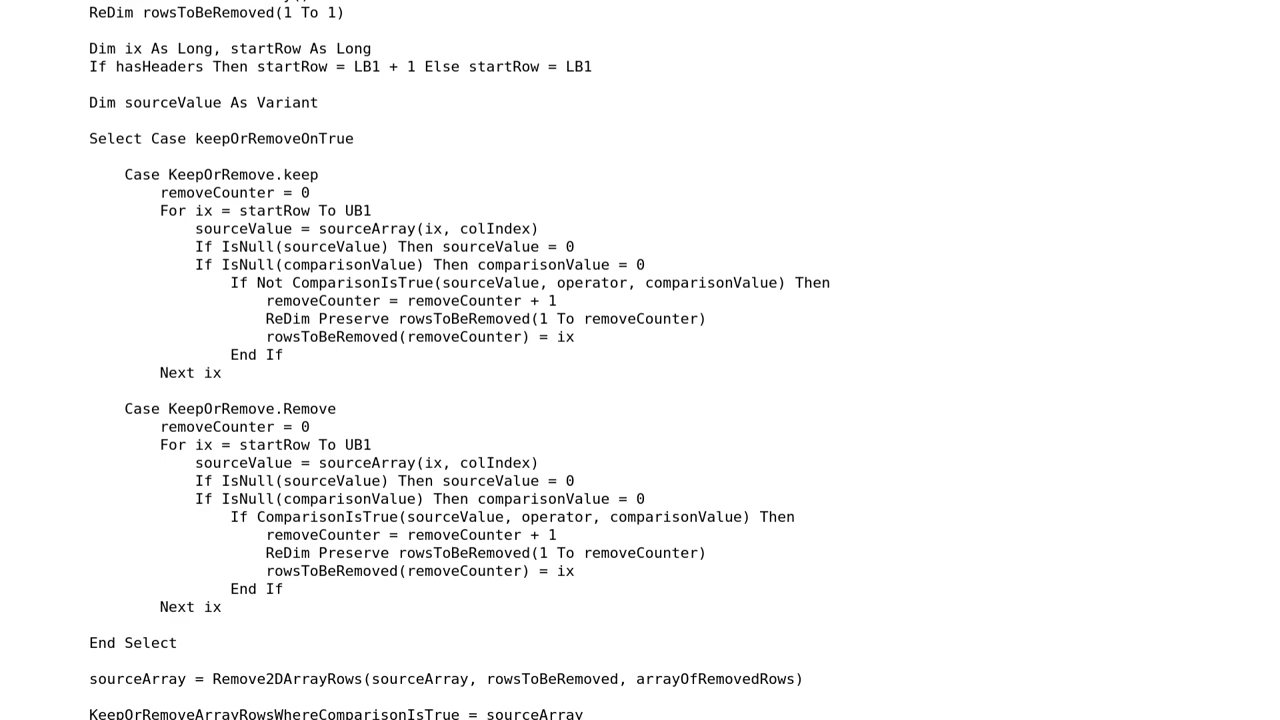 ReDim rowsToBeRemoved(1 To 1)
Dim ix As Long, startRow As Long
If hasHeaders Then startRow = LB1 + 1 Else startRow = LB1
Dim sourceValue As Variant
Select Case keepOrRemoveOnTrue
Case KeepOrRemove.keep
removeCounter = 0
For ix = startRow To UB1
sourceValue = sourceArray(ix, colIndex)
If IsNull(sourceValue) Then sourceValue = 0
If IsNull(comparisonValue) Then comparisonValue = 0
If Not ComparisonIsTrue(sourceValue, operator, comparisonValue) Then
removeCounter = removeCounter + 1
ReDim Preserve rowsToBeRemoved(1 To removeCounter)
rowsToBeRemoved(removeCounter) = ix
End If
Next ix
Case KeepOrRemove.Remove
removeCounter = 0
For ix = startRow To UB1
sourceValue = sourceArray(ix, colIndex)
If IsNull(sourceValue) Then sourceValue = 0
If IsNull(comparisonValue) Then comparisonValue = 0
If ComparisonIsTrue(sourceValue, operator, comparisonValue) Then
removeCounter = removeCounter + 1
ReDim Preserve rowsToBeRemoved(1 To removeCounter)
rowsToBeRemoved(removeCounter) = ix
End If
Next ix
End Select
sourceArray = Remove2DArrayRows(sourceArray, rowsToBeRemoved, arrayOfRemovedRows)
KeepOrRemoveArrayRowsWhereComparisonIsTrue = sourceArray